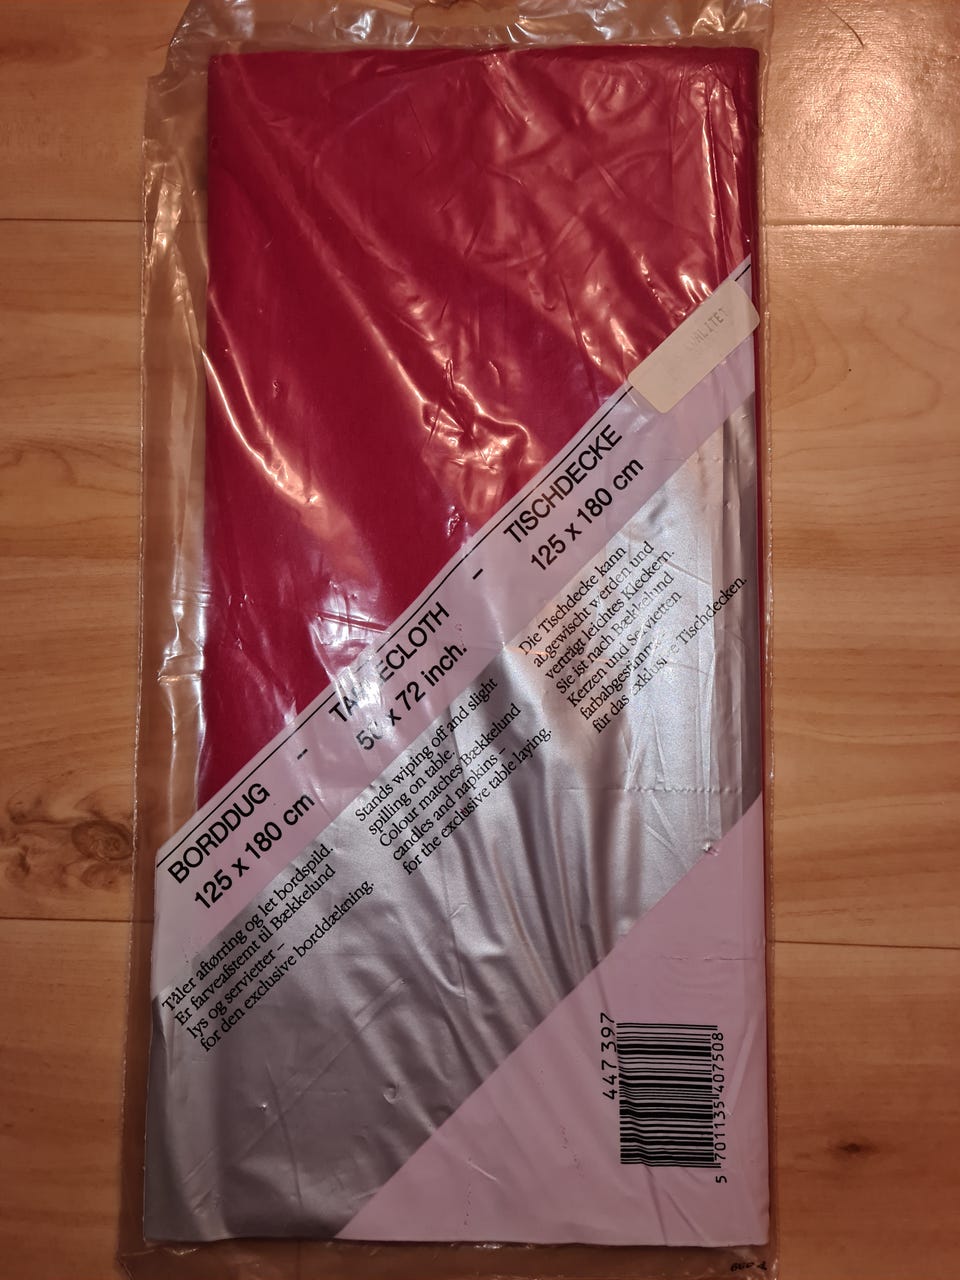 BORDDUG - TABLECLOTH - TISCHDECKE
125 x 180 cm
x 72 inch.
125 x 180 cm
Tåler aftørring og let bordspild.
Er farveafstemt til Bækkelund
lys og servietter –
for den exclusive borddækning.
Stands wiping off and slight
spilling on table.
Colour matches Bækkelund
candles and napkins –
for the exclusive table laying.
Die Tischdecke kann
abgewischt werden und
verträgt leichtes Kleckern.
Sie ist nach Bækkelund
Kerzen und Servietten
farbabgestimmt
für das exklusive Tischdecken.
447 397
5 701135 407508